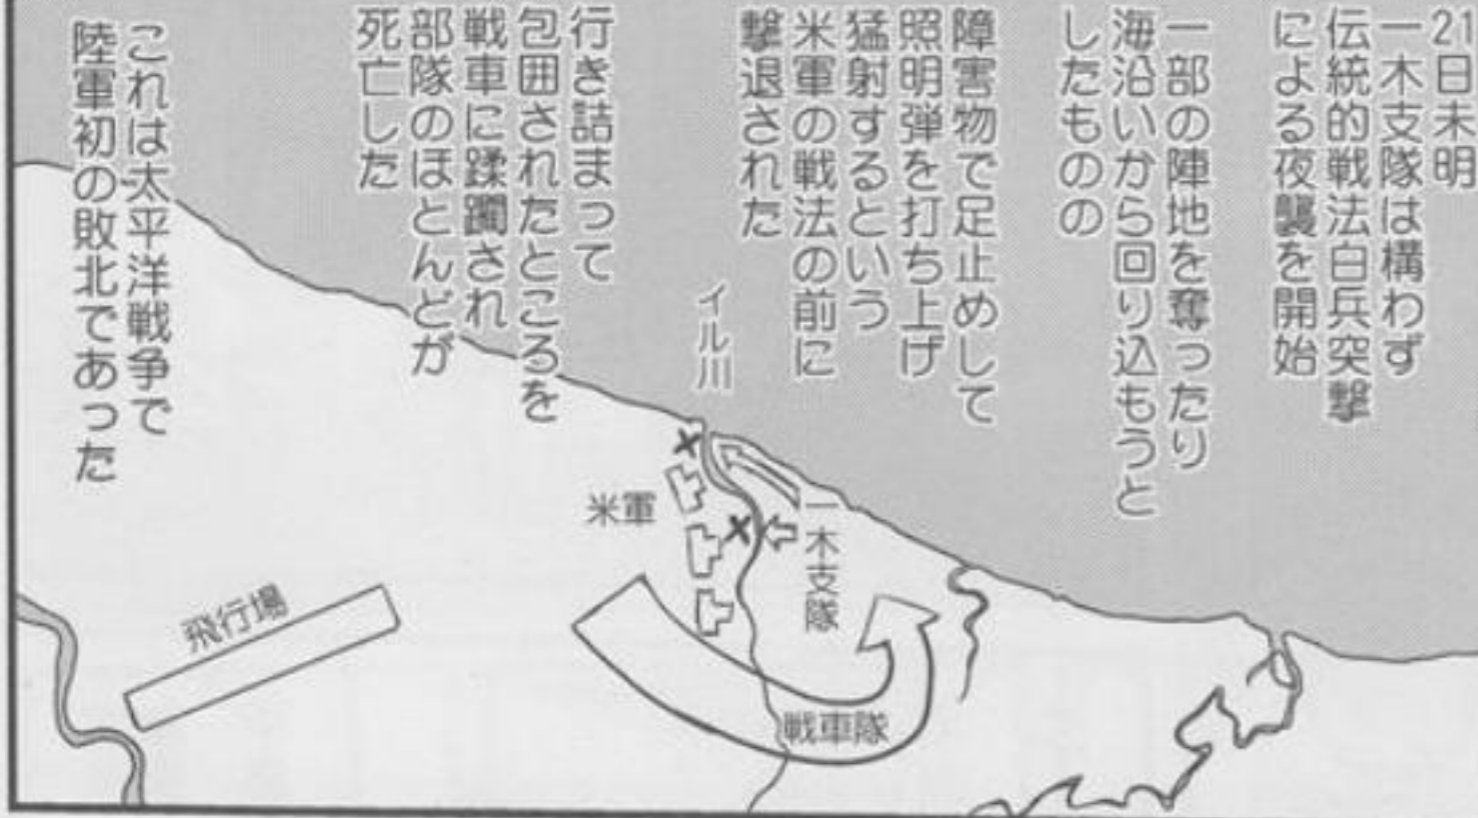 21日未明
一木支隊は構わず
伝統的戦法白兵突撃
による夜襲を開始
一部の陣地を奪ったり
海沿いから回り込もうと
したものの
障害物で足止めして
照明弾を打ち上げ
猛射するという
米軍の戦法の前に
撃退された
行き詰まって
包囲されたところを
戦車に蹂躙され
部隊のほとんどが
死亡した
これは太平洋戦争で
陸軍初の敗北であった
イル川
米軍
一木支隊
飛行場
戦車隊